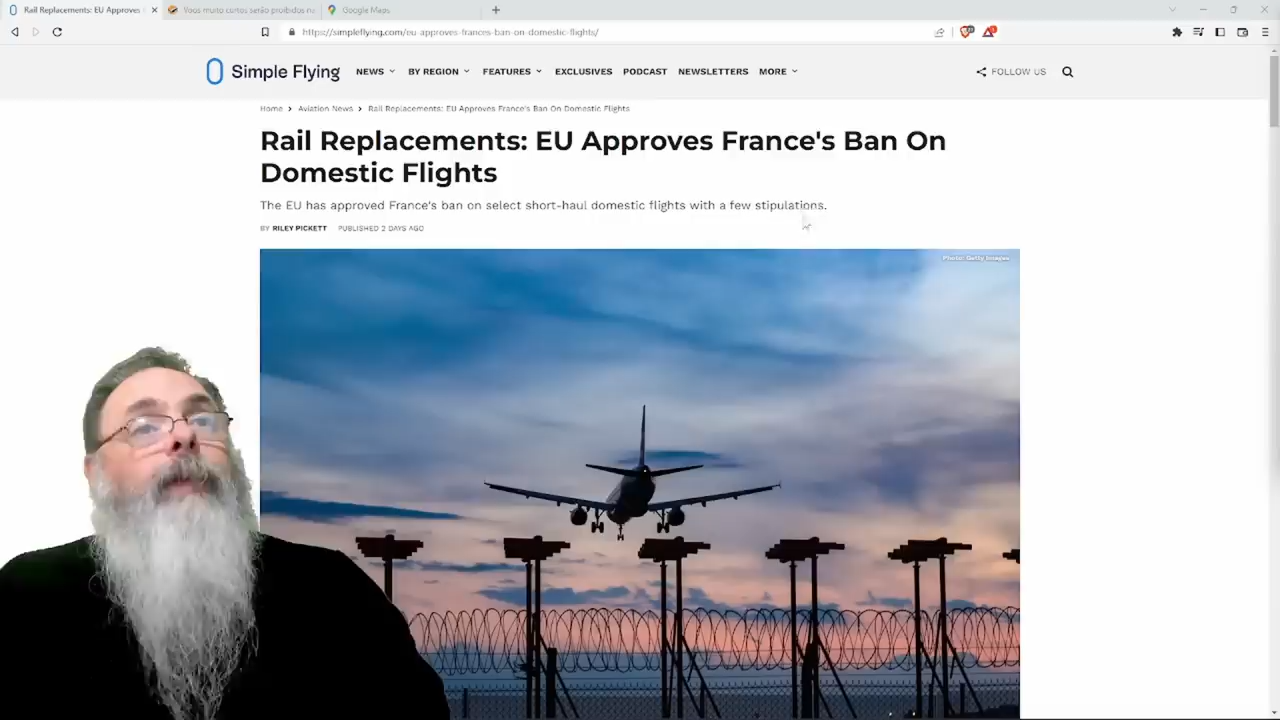 Rail Replacements: EU Approves
Voos muito curtos serão proibidos na
Google Maps
https://simpleflying.com/eu-approves-frances-ban-on-domestic-flights/
Simple Flying
NEWS
BY REGION
FEATURES
EXCLUSIVES
PODCAST
NEWSLETTERS
MORE
FOLLOW US
Home > Aviation News > Rail Replacements: EU Approves France's Ban On Domestic Flights
Rail Replacements: EU Approves France's Ban On
Domestic Flights
The EU has approved France's ban on select short-haul domestic flights with a few stipulations.
BY RILEY PICKETT PUBLISHED 2 DAYS AGO
Photo: Getty Images